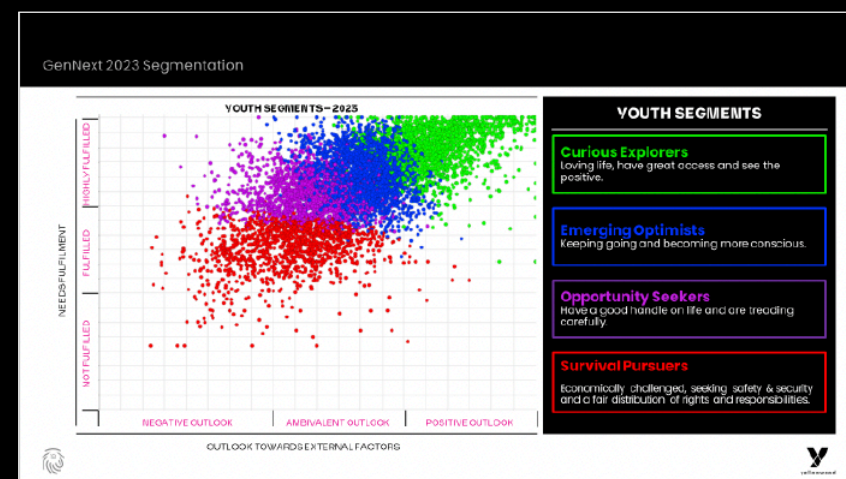 GenNext 2023 Segmentation
YOUTH SEGMENTS-2023
HIGHLY FULFILLED
FULFILLED
NOT FULFILLED
NEEDS FULFILMENT
NEGATIVE OUTLOOK
AMBIVALENT OUTLOOK
POSITIVE OUTLOOK
OUTLOOK TOWARDS EXTERNAL FACTORS
YOUTH SEGMENTS
Curious Explorers
Loving life, have great access and see the
positive.
Emerging Optimists
Keeping going and becoming more conscious.
Opportunity Seekers
Have a good handle on life and are treading
carefully.
Survival Pursuers
Economically challenged, seeking safety & security
and a fair distribution of rights and responsibilities.
yellowwood